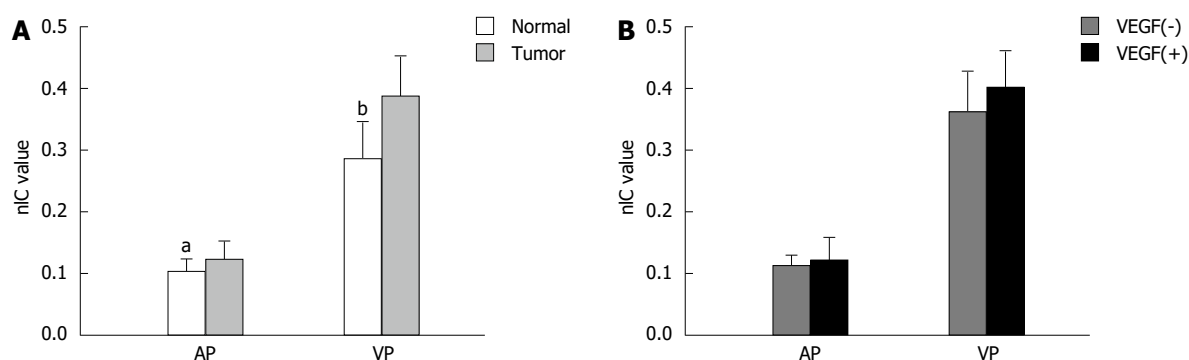 A
Normal
Tumor
nIC value
0.5
0.4
0.3
0.2
0.1
0.0
a
b
AP VP
B
VEGF(-)
VEGF(+)
nIC value
0.5
0.4
0.3
0.2
0.1
0.0
AP VP